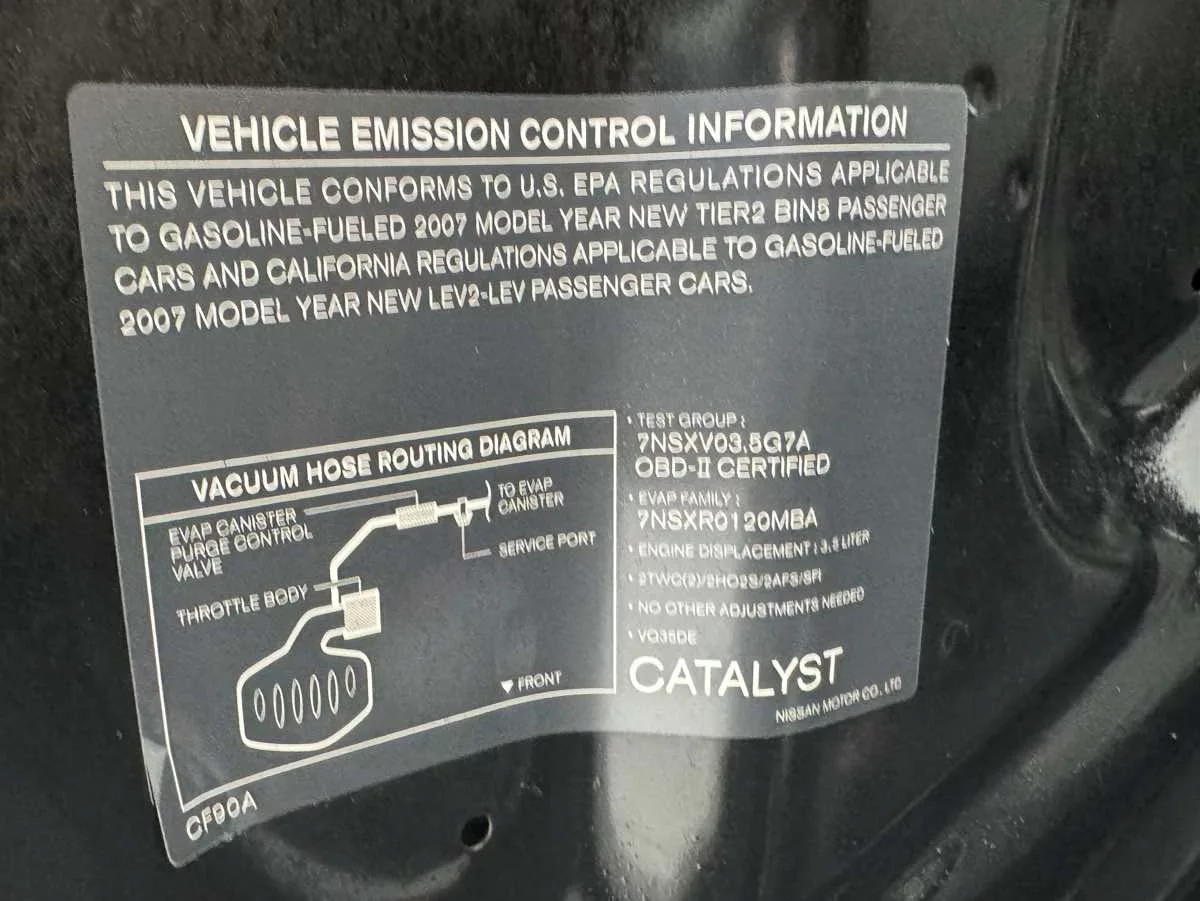 VEHICLE EMISSION CONTROL INFORMATION
THIS VEHICLE CONFORMS TO U.S. EPA REGULATIONS APPLICABLE
TO GASOLINE-FUELED 2007 MODEL YEAR NEW TIER2 BIN5 PASSENGER
CARS AND CALIFORNIA REGULATIONS APPLICABLE TO GASOLINE-FUELED
2007 MODEL YEAR NEW LEV2-LEV PASSENGER CARS.
VACUUM HOSE ROUTING DIAGRAM
EVAP CANISTER
PURGE CONTROL
VALVE
TO EVAP
CANISTER
SERVICE PORT
THROTTLE BODY
▼ FRONT
CF90A
• TEST GROUP :
7NSXV03.5G7A
OBD-II CERTIFIED
• EVAP FAMILY :
7NSXR0120MBA
• ENGINE DISPLACEMENT : 3.5 LITER
• 2TWC(2)/2HO2S/2AFS/SFI
• NO OTHER ADJUSTMENTS NEEDED
• VQ35DE
CATALYST
NISSAN MOTOR CO., LTD